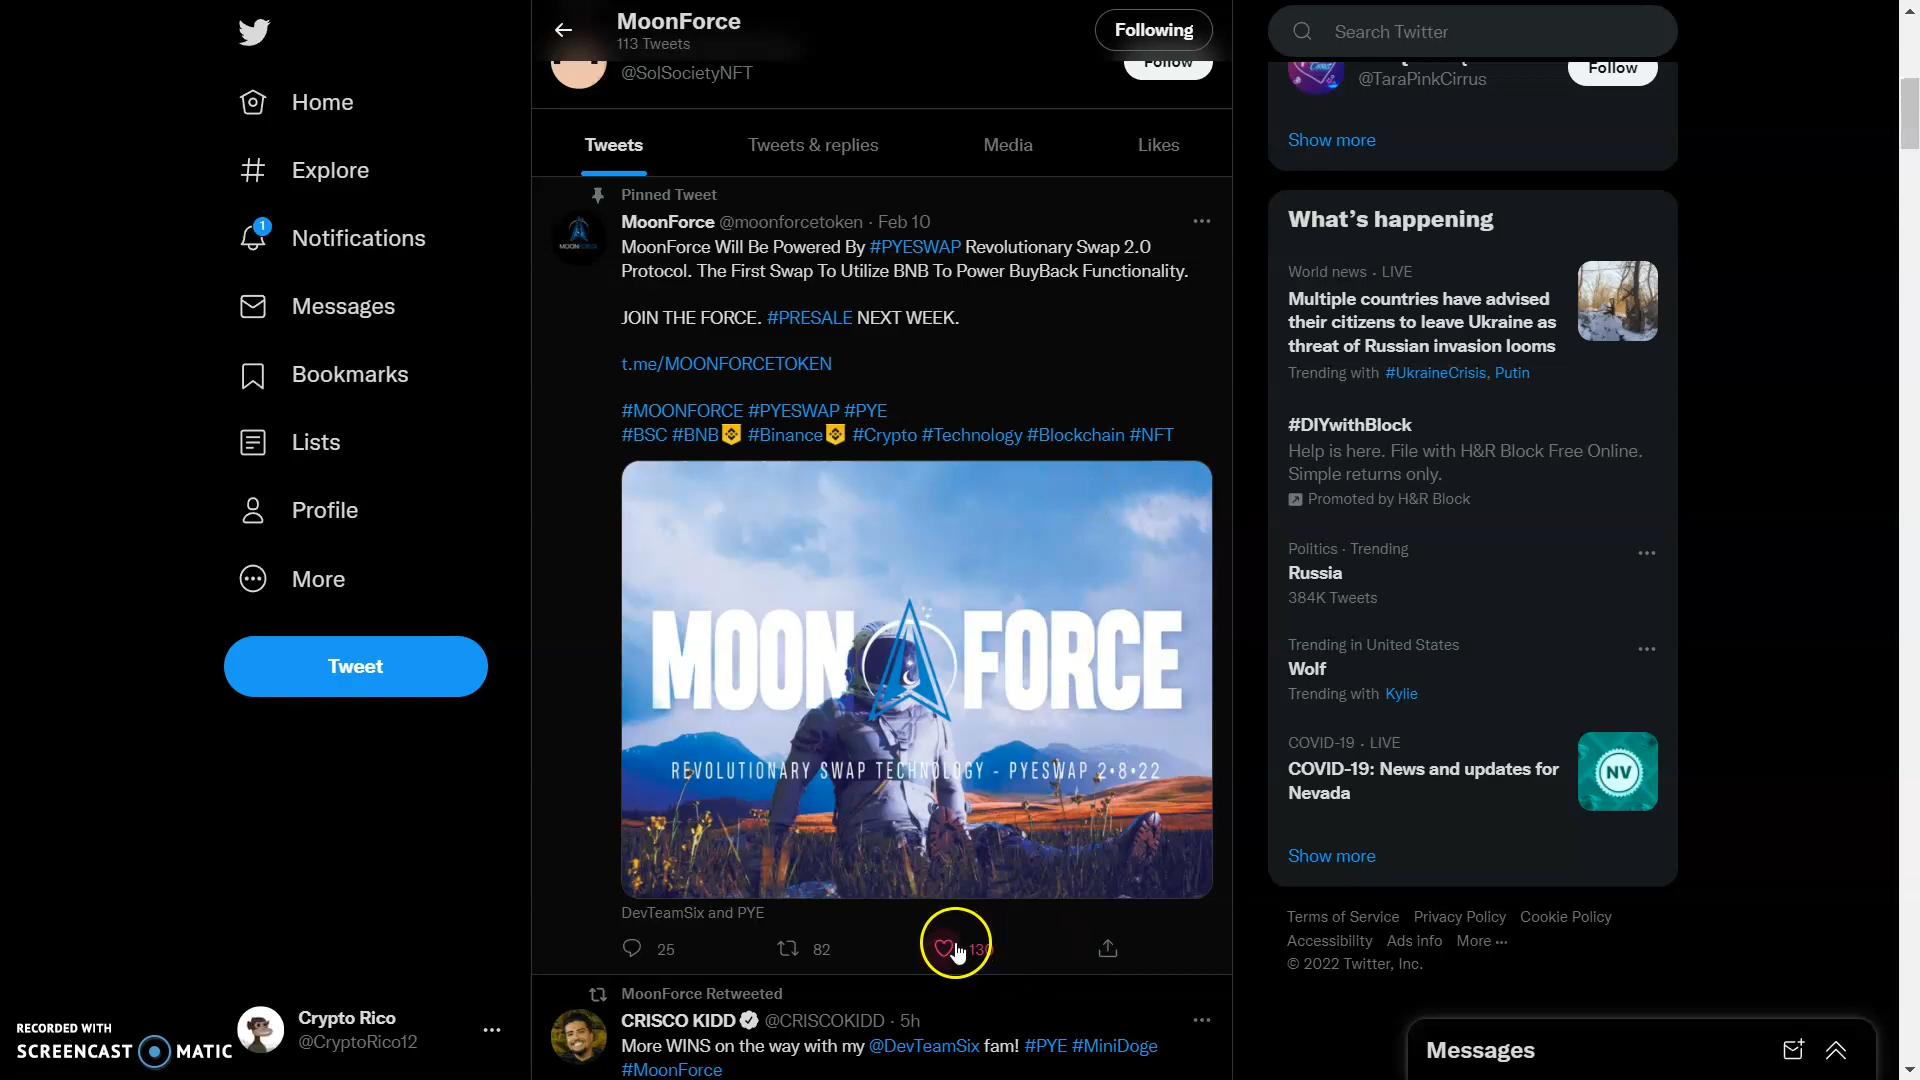 MoonForce
113 Tweets
Following
Search Twitter
@SolSocietyNFT
Follow
@TaraPinkCirrus
Follow
Home
Explore
1
Notifications
Messages
Bookmarks
Lists
Profile
More
Tweet
Crypto Rico
@CryptoRico12
RECORDED WITH
SCREENCAST MATIC
Tweets
Tweets & replies
Media
Likes
Pinned Tweet
MoonForce @moonforcetoken · Feb 10
MoonForce Will Be Powered By #PYESWAP Revolutionary Swap 2.0
Protocol. The First Swap To Utilize BNB To Power BuyBack Functionality.
JOIN THE FORCE. #PRESALE NEXT WEEK.
t.me/MOONFORCETOKEN
#MOONFORCE #PYESWAP #PYE
#BSC #BNB #Binance #Crypto #Technology #Blockchain #NFT
MOON FORCE
REVOLUTIONARY SWAP TECHNOLOGY - PYESWAP 2•8•22
DevTeamSix and PYE
25
82
MoonForce Retweeted
CRISCO KIDD @CRISCOKIDD · 5h
More WINS on the way with my @DevTeamSix fam! #PYE #MiniDoge
#MoonForce
Show more
What's happening
World news · LIVE
Multiple countries have advised
their citizens to leave Ukraine as
threat of Russian invasion looms
Trending with #UkraineCrisis, Putin
#DIYwithBlock
Help is here. File with H&R Block Free Online.
Simple returns only.
Promoted by H&R Block
Politics · Trending
Russia
384K Tweets
Trending in United States
Wolf
Trending with Kylie
COVID-19 · LIVE
COVID-19: News and updates for
Nevada
NV
Show more
Terms of Service Privacy Policy Cookie Policy
Accessibility Ads info More ···
© 2022 Twitter, Inc.
Messages